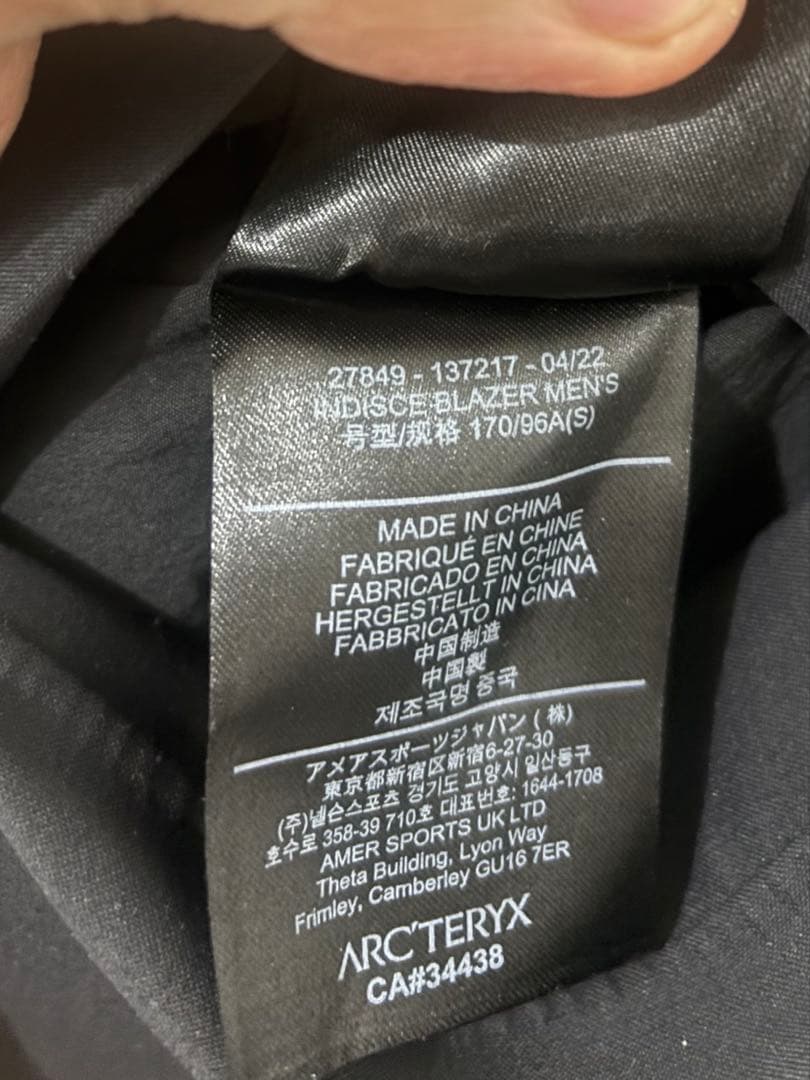 27849 - 137217 - 04/22
INDISCE BLAZER MEN'S
号型/规格 170/96A(S)
MADE IN CHINA
FABRIQUÉ EN CHINE
FABRICADO EN CHINA
HERGESTELLT IN CHINA
FABBRICATO IN CINA
中国制造
中国製
제조국명 중국
アメアスポーツジャパン ( 株)
東京都新宿区新宿6-27-30
(주)넬슨스포츠 경기도 고양시 일산동구
호수로 358-39 710호 대표번호: 1644-1708
AMER SPORTS UK LTD
Theta Building, Lyon Way
Frimley, Camberley GU16 7ER
ARC'TERYX
CA#34438